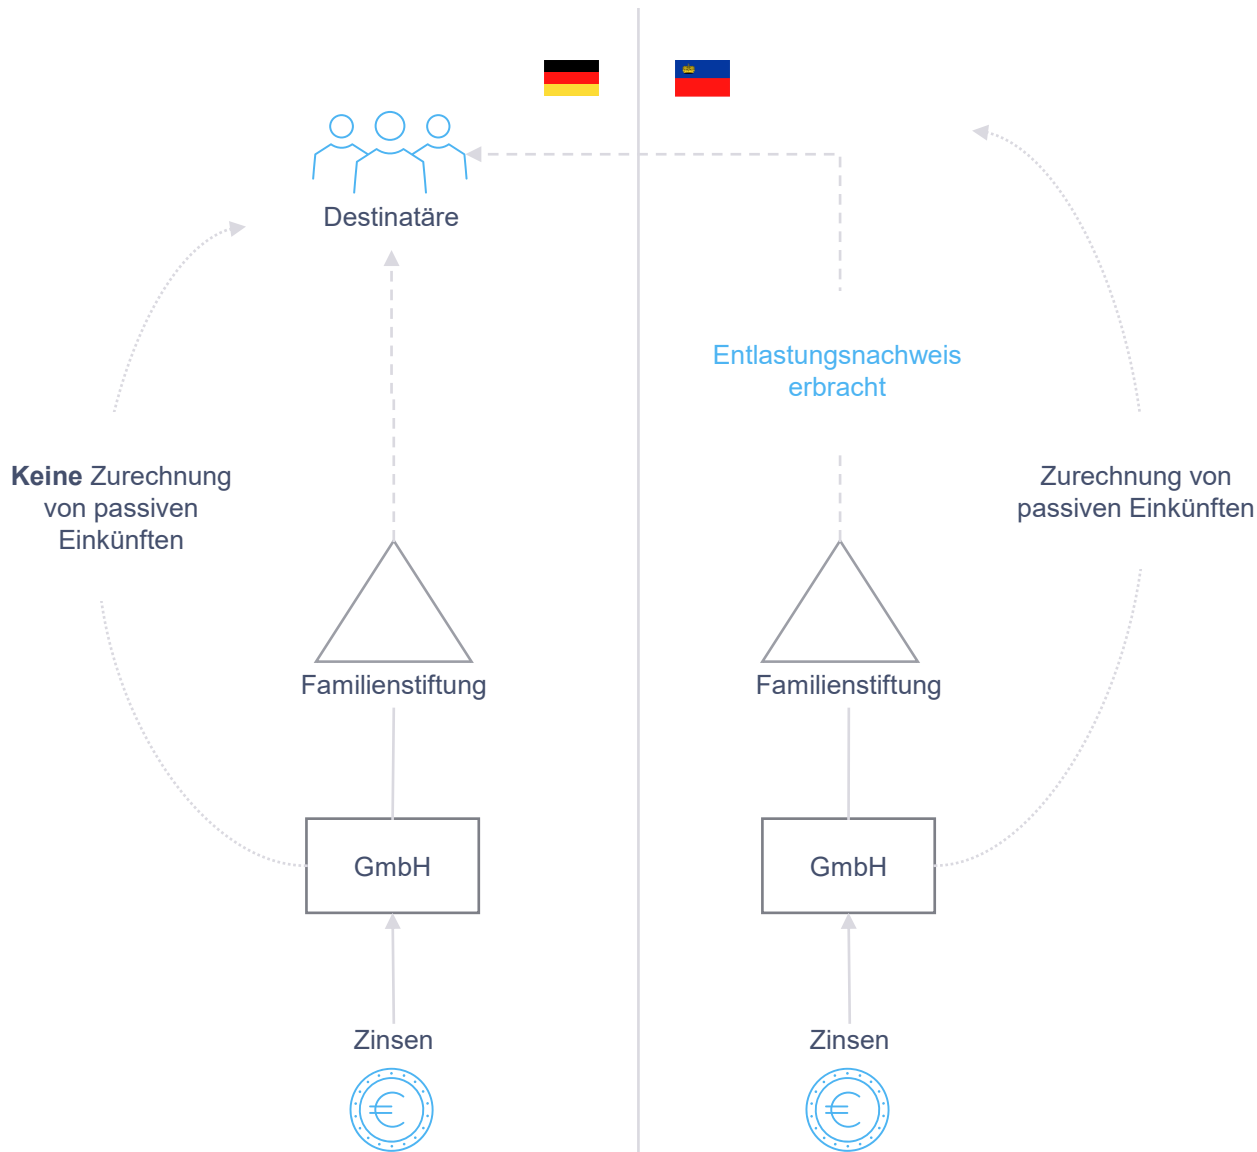 Destinatäre
Entlastungsnachweis
erbracht
Keine Zurechnung
von passiven
Einkünften
Zurechnung von
passiven Einkünften
Familienstiftung
Familienstiftung
GmbH
GmbH
Zinsen
Zinsen
€
€